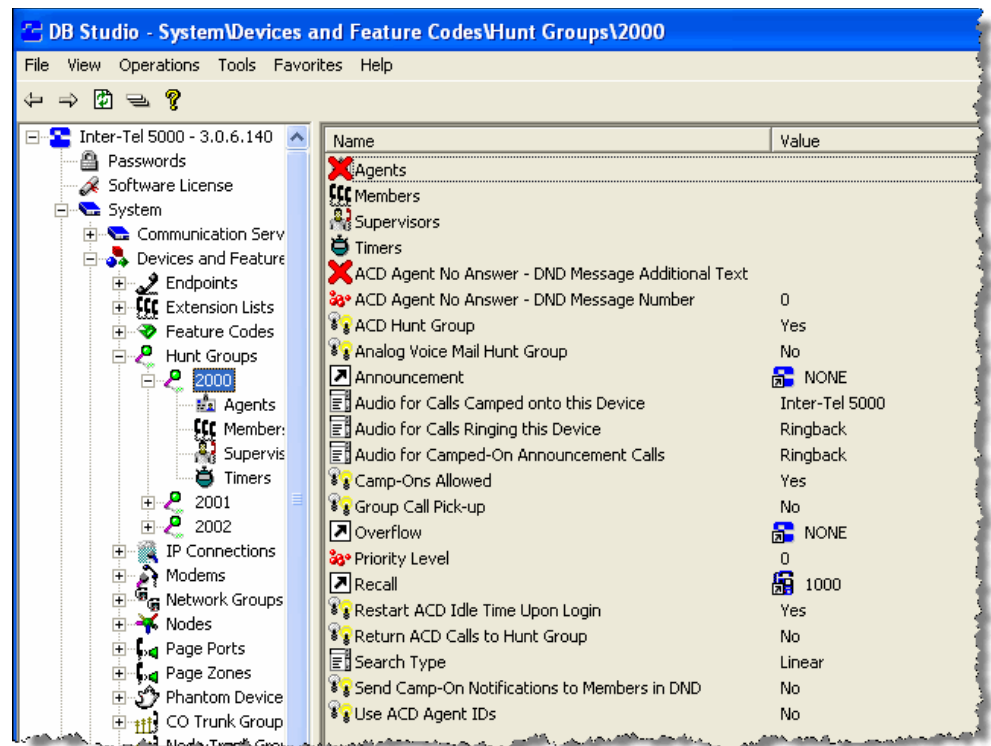 DB Studio - System\Devices and Feature Codes\Hunt Groups\2000
File View Operations Tools Favorites Help
Inter-Tel 5000 - 3.0.6.140
Passwords
Software License
System
Communication Serv
Devices and Feature
Endpoints
Extension Lists
Feature Codes
Hunt Groups
2000
Agents
Member
Supervis
Timers
2001
2002
IP Connections
Modems
Network Groups
Nodes
Page Ports
Page Zones
Phantom Device
CO Trunk Group
Name Value
Agents
Members
Supervisors
Timers
ACD Agent No Answer - DND Message Additional Text
ACD Agent No Answer - DND Message Number 0
ACD Hunt Group Yes
Analog Voice Mail Hunt Group No
Announcement NONE
Audio for Calls Camped onto this Device Inter-Tel 5000
Audio for Calls Ringing this Device Ringback
Audio for Camped-On Announcement Calls Ringback
Camp-Ons Allowed Yes
Group Call Pick-up No
Overflow NONE
Priority Level 0
Recall 1000
Restart ACD Idle Time Upon Login Yes
Return ACD Calls to Hunt Group No
Search Type Linear
Send Camp-On Notifications to Members in DND No
Use ACD Agent IDs No